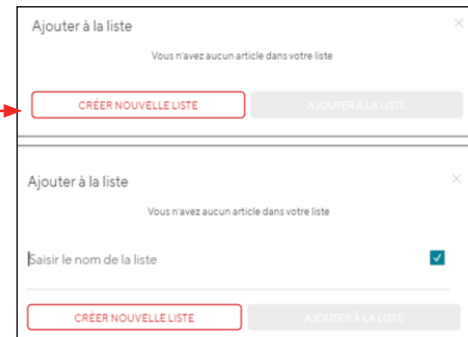 Ajouter à la liste
Vous n'avez aucun article dans votre liste
CRÉER NOUVELLE LISTE AJOUTER À LA LISTE
Ajouter à la liste
Vous n'avez aucun article dans votre liste
Saisir le nom de la liste
CRÉER NOUVELLE LISTE AJOUTER À LA LISTE